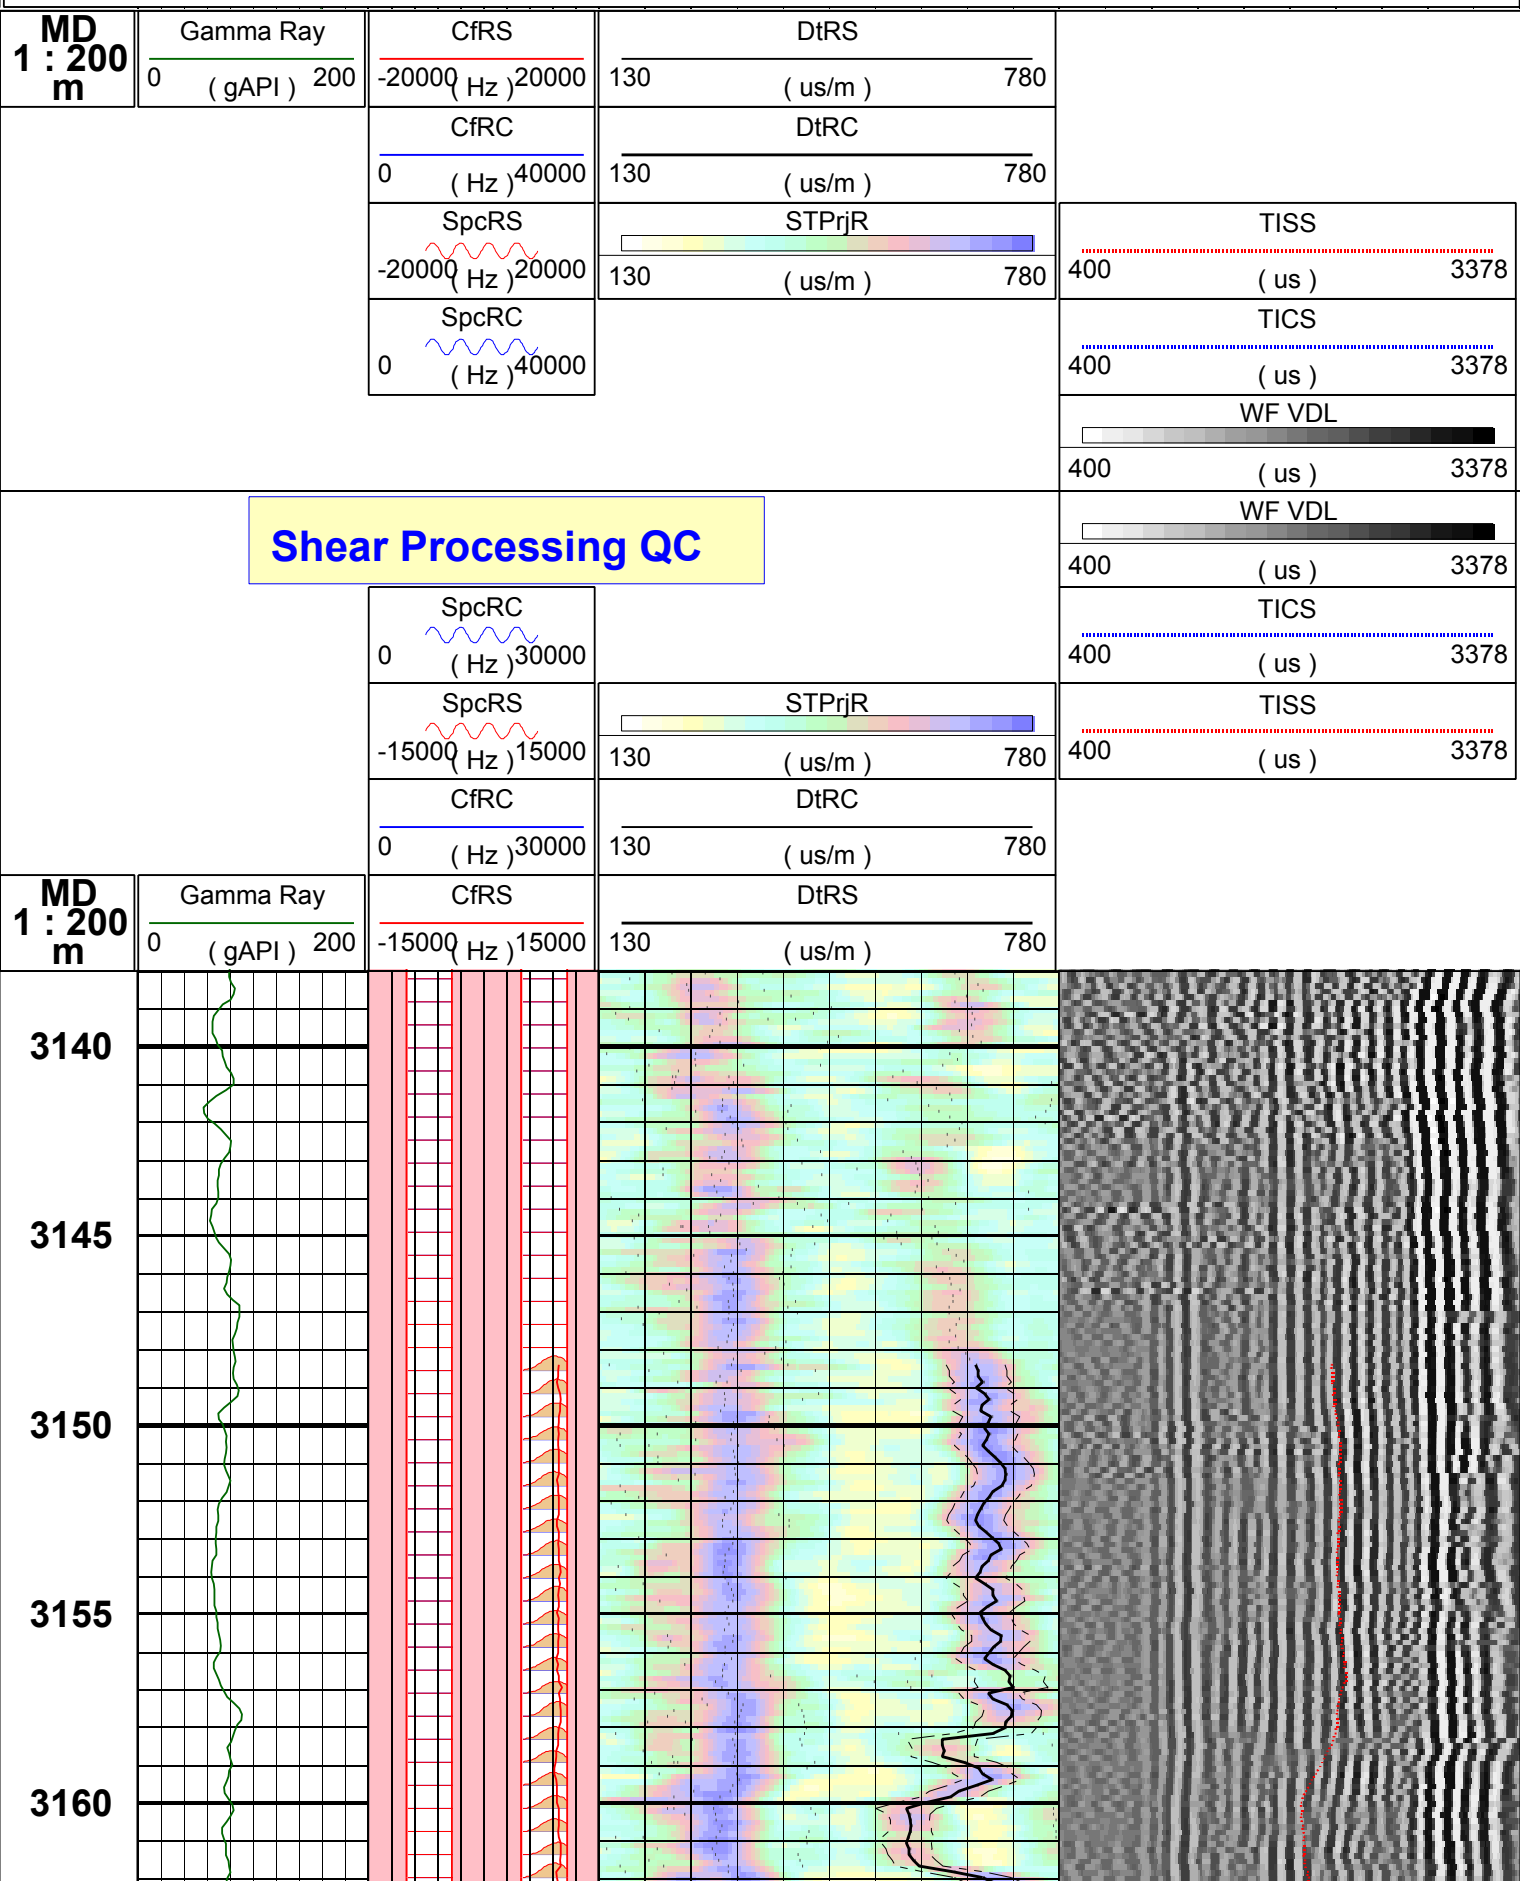 MD
1 : 200
m
Gamma Ray
0 ( gAPI ) 200
CfRS
-20000 ( Hz ) 20000
DtRS
130 ( us/m ) 780
CfRC
0 ( Hz ) 40000
DtRC
130 ( us/m ) 780
SpcRS
-20000 ( Hz ) 20000
STPrjR
130 ( us/m ) 780
TISS
400 ( us ) 3378
SpcRC
0 ( Hz ) 40000
TICS
400 ( us ) 3378
WF VDL
400 ( us ) 3378
Shear Processing QC
WF VDL
400 ( us ) 3378
SpcRC
0 ( Hz ) 30000
TICS
400 ( us ) 3378
SpcRS
-15000 ( Hz ) 15000
STPrjR
130 ( us/m ) 780
TISS
400 ( us ) 3378
CfRC
0 ( Hz ) 30000
DtRC
130 ( us/m ) 780
MD
1 : 200
m
Gamma Ray
0 ( gAPI ) 200
CfRS
-15000 ( Hz ) 15000
DtRS
130 ( us/m ) 780
3140
3145
3150
3155
3160